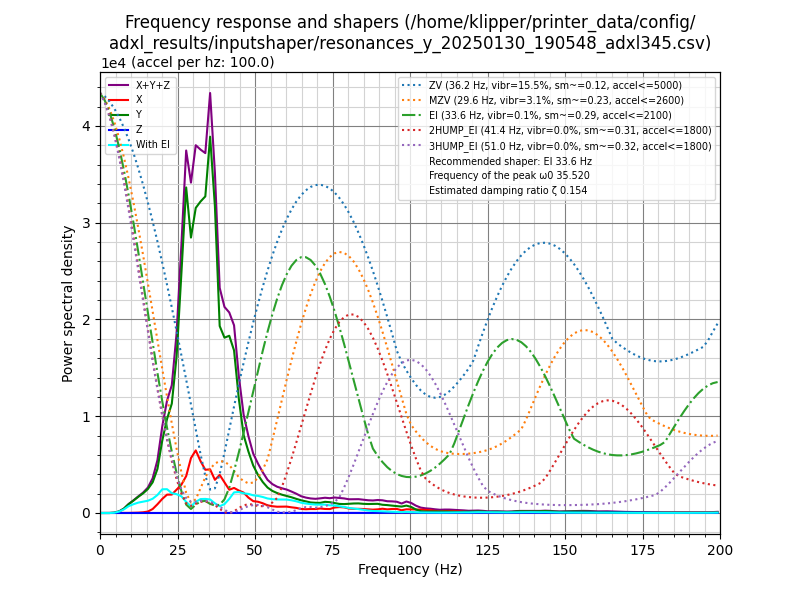 Frequency response and shapers (/home/klipper/printer_data/config/
adxl_results/inputshaper/resonances_y_20250130_190548_adxl345.csv)
1e4 (accel per hz: 100.0)
X+Y+Z
X
Y
Z
With EI
ZV (36.2 Hz, vibr=15.5%, sm~=0.12, accel<=5000)
MZV (29.6 Hz, vibr=3.1%, sm~=0.23, accel<=2600)
EI (33.6 Hz, vibr=0.1%, sm~=0.29, accel<=2100)
2HUMP_EI (41.4 Hz, vibr=0.0%, sm~=0.31, accel<=1800)
3HUMP_EI (51.0 Hz, vibr=0.0%, sm~=0.32, accel<=1800)
Recommended shaper: EI 33.6 Hz
Frequency of the peak ω0 35.520
Estimated damping ratio ζ 0.154
4
3
2
1
0
Power spectral density
0 25 50 75 100 125 150 175 200
Frequency (Hz)